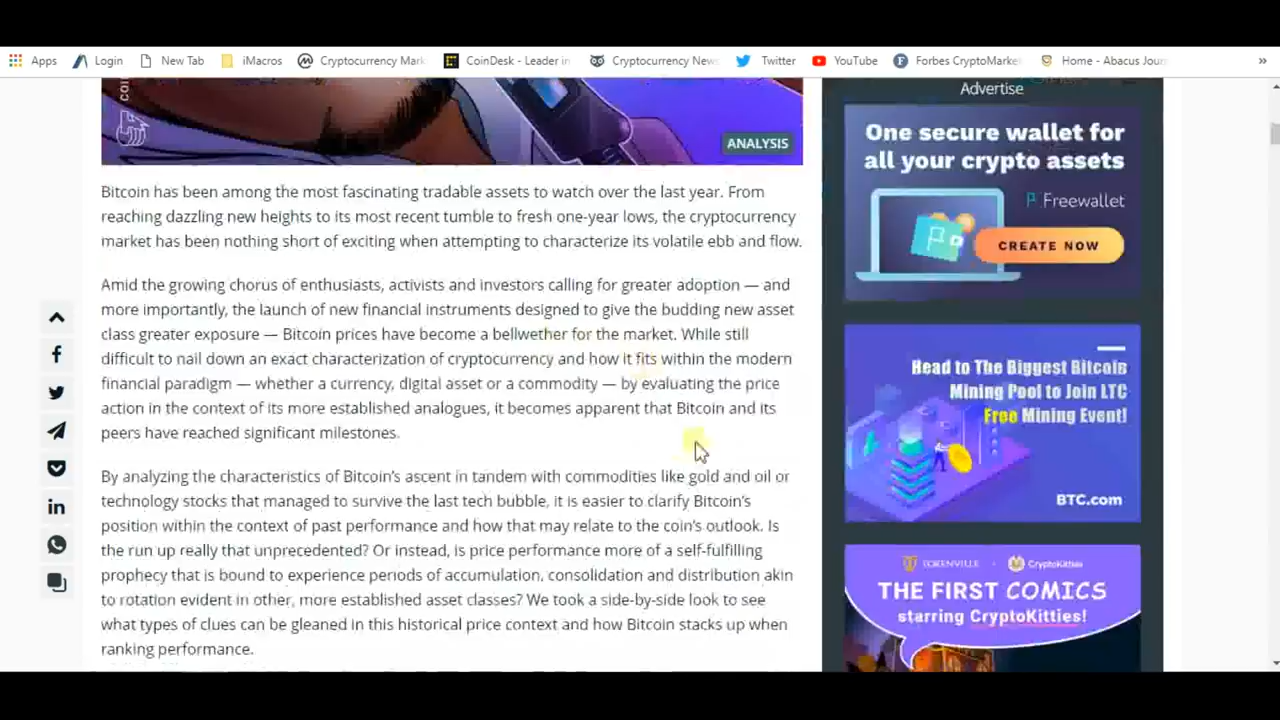 Apps
Login
New Tab
iMacros
Cryptocurrency Mark
CoinDesk - Leader in
Cryptocurrency News
Twitter
YouTube
Forbes CryptoMarket
Home - Abacus Jour
»
COI
ANALYSIS
Bitcoin has been among the most fascinating tradable assets to watch over the last year. From
reaching dazzling new heights to its most recent tumble to fresh one-year lows, the cryptocurrency
market has been nothing short of exciting when attempting to characterize its volatile ebb and flow.
Amid the growing chorus of enthusiasts, activists and investors calling for greater adoption — and
more importantly, the launch of new financial instruments designed to give the budding new asset
class greater exposure — Bitcoin prices have become a bellwether for the market. While still
difficult to nail down an exact characterization of cryptocurrency and how it fits within the modern
financial paradigm — whether a currency, digital asset or a commodity — by evaluating the price
action in the context of its more established analogues, it becomes apparent that Bitcoin and its
peers have reached significant milestones.
By analyzing the characteristics of Bitcoin's ascent in tandem with commodities like gold and oil or
technology stocks that managed to survive the last tech bubble, it is easier to clarify Bitcoin's
position within the context of past performance and how that may relate to the coin's outlook. Is
the run up really that unprecedented? Or instead, is price performance more of a self-fulfilling
prophecy that is bound to experience periods of accumulation, consolidation and distribution akin
to rotation evident in other, more established asset classes? We took a side-by-side look to see
what types of clues can be gleaned in this historical price context and how Bitcoin stacks up when
ranking performance.
Advertise
One secure wallet for
all your crypto assets
Freewallet
CREATE NOW
Head to The Biggest Bitcoin
Mining Pool to Join LTC
Free Mining Event!
BTC.com
TOKENVILLE
CryptoKitties
THE FIRST COMICS
starring CryptoKitties!